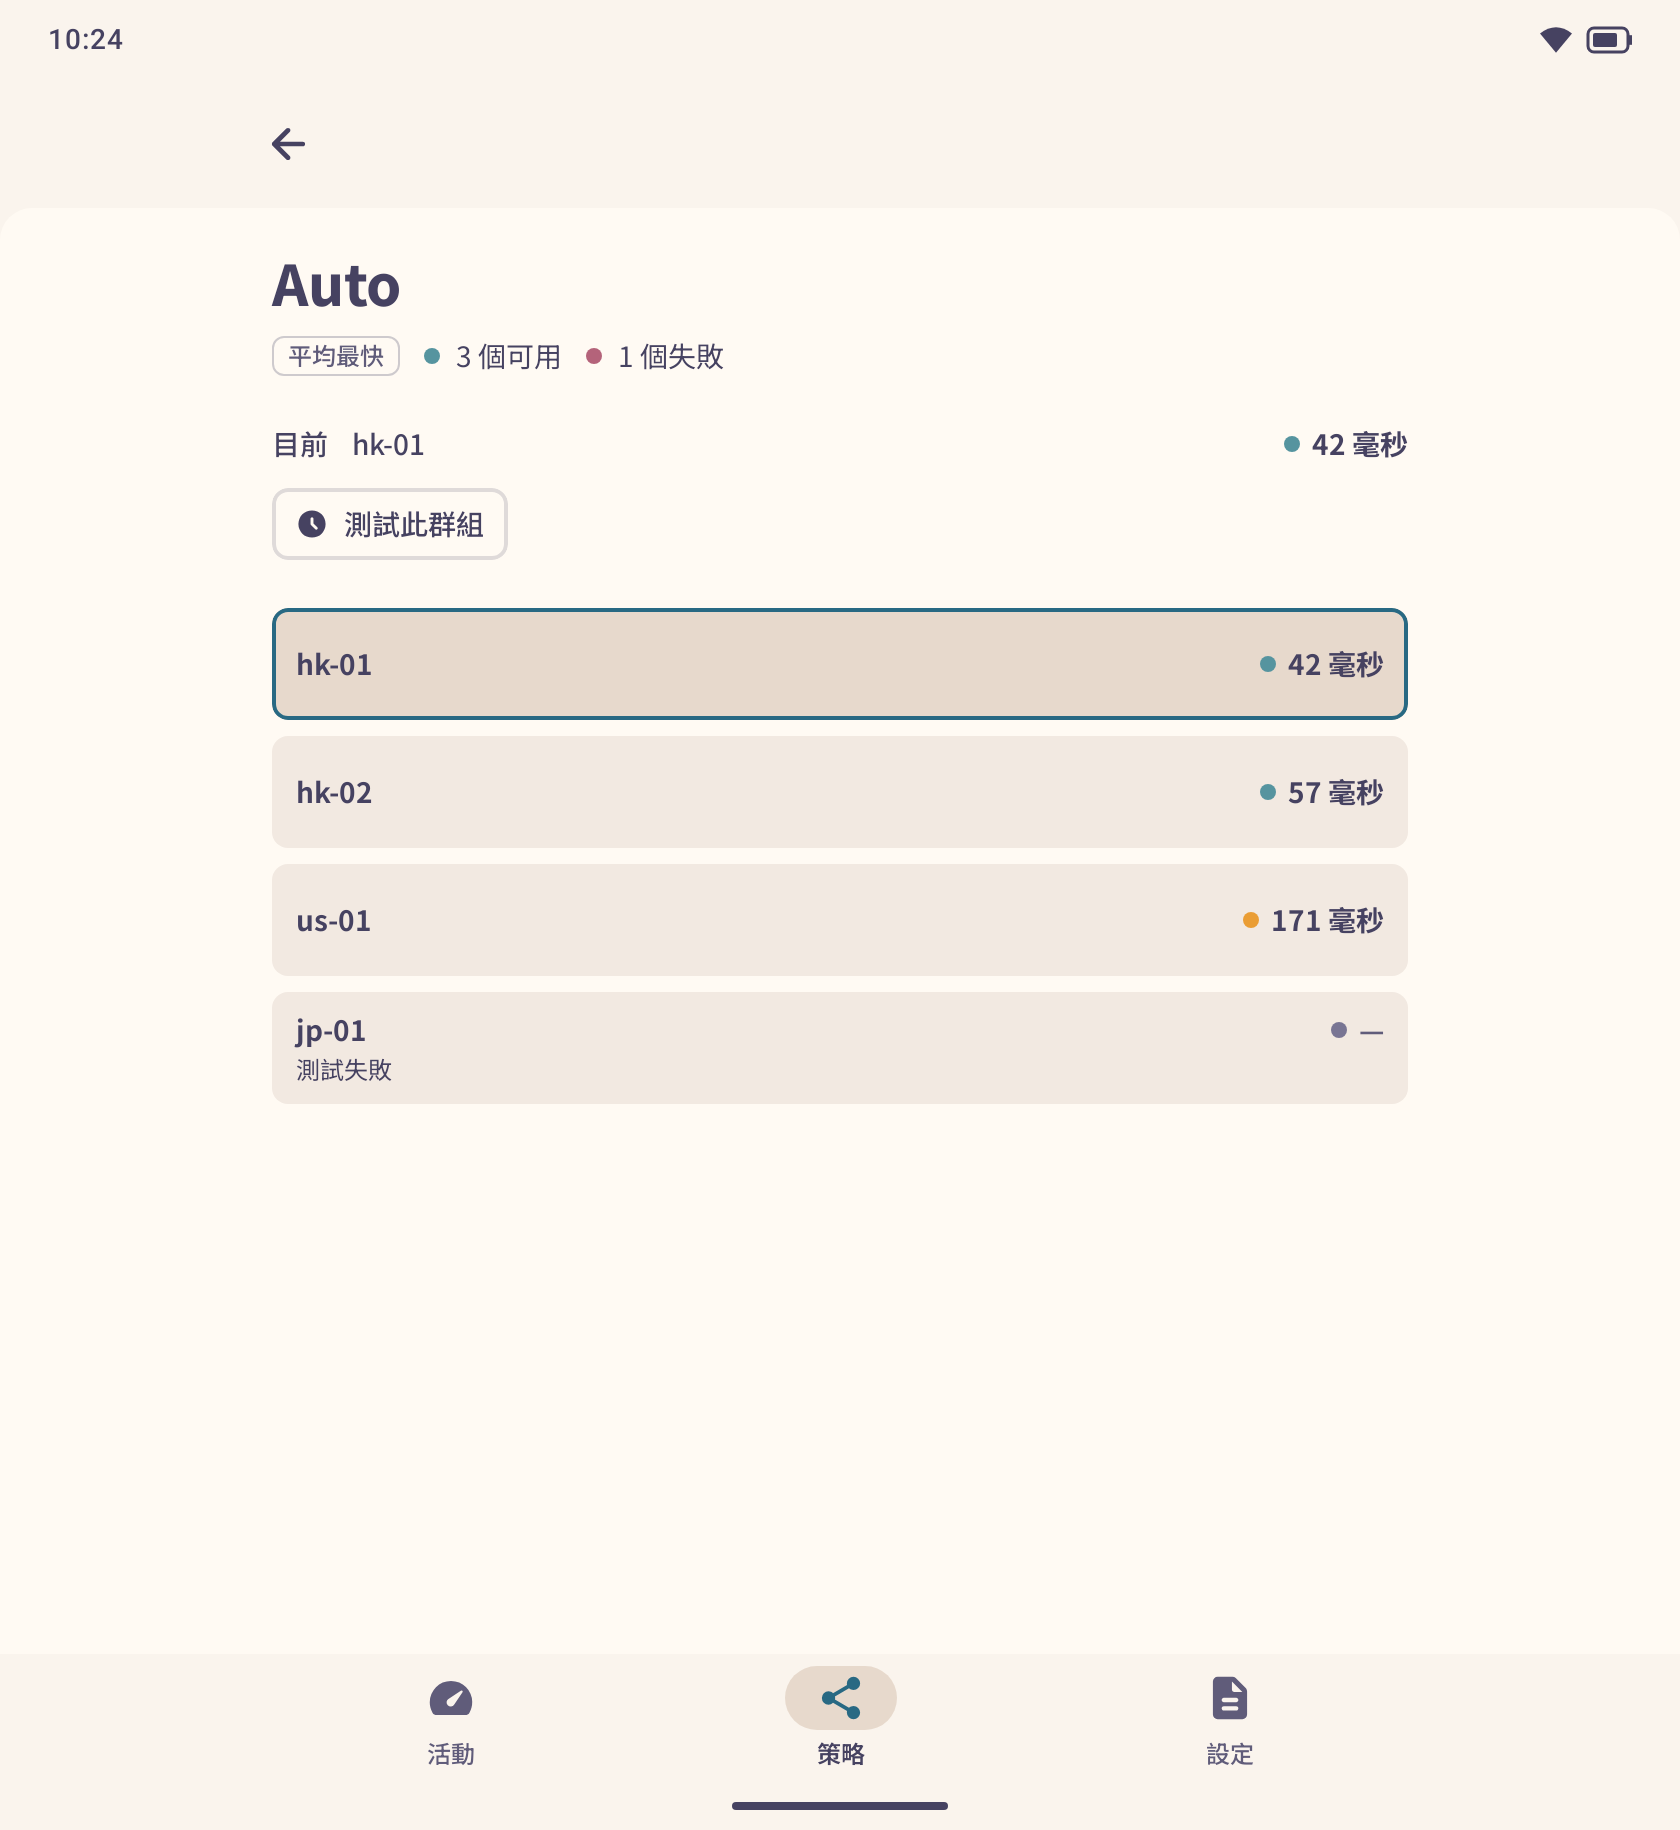 10:24
Auto
平均最快 3 個可用 1 個失敗
目前 hk-01 42 毫秒
測試此群組
hk-01 42 毫秒
hk-02 57 毫秒
us-01 171 毫秒
jp-01 —
測試失敗
活動 策略 設定